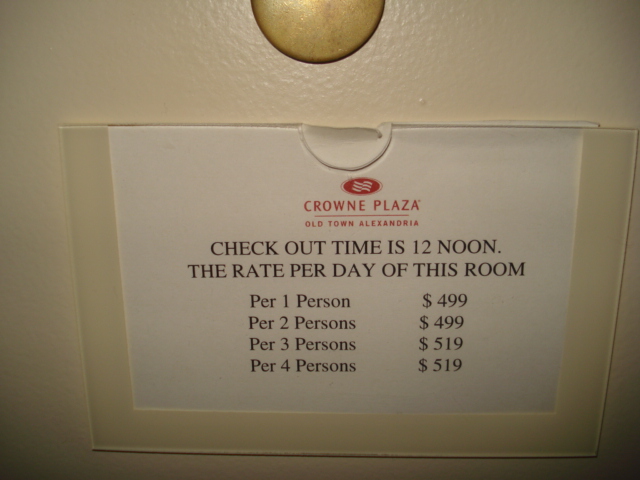 CROWNE PLAZA
OLD TOWN ALEXANDRIA
CHECK OUT TIME IS 12 NOON.
THE RATE PER DAY OF THIS ROOM
Per 1 Person $ 499
Per 2 Persons $ 499
Per 3 Persons $ 519
Per 4 Persons $ 519